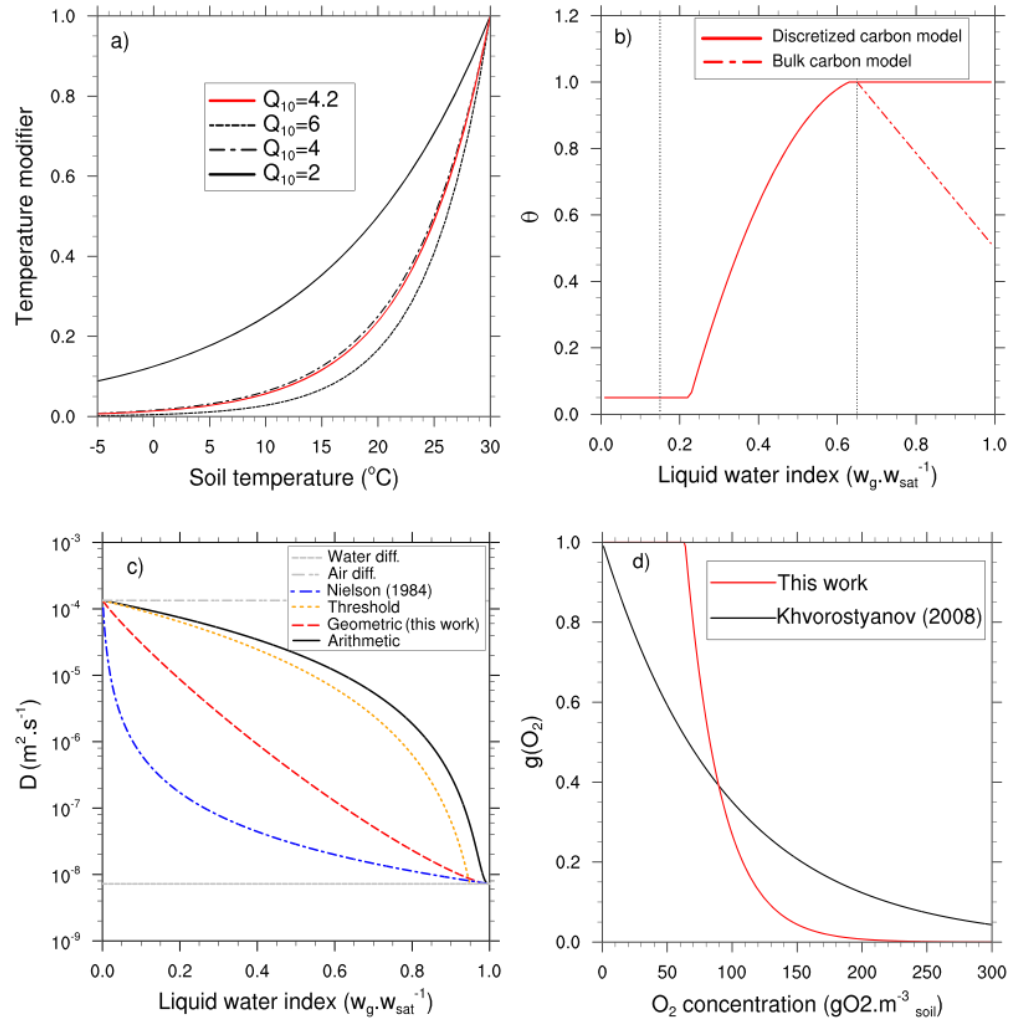 a)
Q10=4.2
Q10=6
Q10=4
Q10=2
Temperature modifier
1.0
0.8
0.6
0.4
0.2
0.0
-5 0 5 10 15 20 25 30
Soil temperature (°C)
b)
Discretized carbon model
Bulk carbon model
θ
1.2
1.0
0.8
0.6
0.4
0.2
0.0
0.0 0.2 0.4 0.6 0.8 1.0
Liquid water index (wg.wsat-1)
c)
Water diff.
Air diff.
Nielson (1984)
Threshold
Geometric (this work)
Arithmetic
D (m2.s-1)
10-3
10-4
10-5
10-6
10-7
10-8
10-9
0.0 0.2 0.4 0.6 0.8 1.0
Liquid water index (wg.wsat-1)
d)
This work
Khvorostyanov (2008)
g(O2)
1.0
0.8
0.6
0.4
0.2
0.0
0 50 100 150 200 250 300
O2 concentration (gO2.m-3 soil)